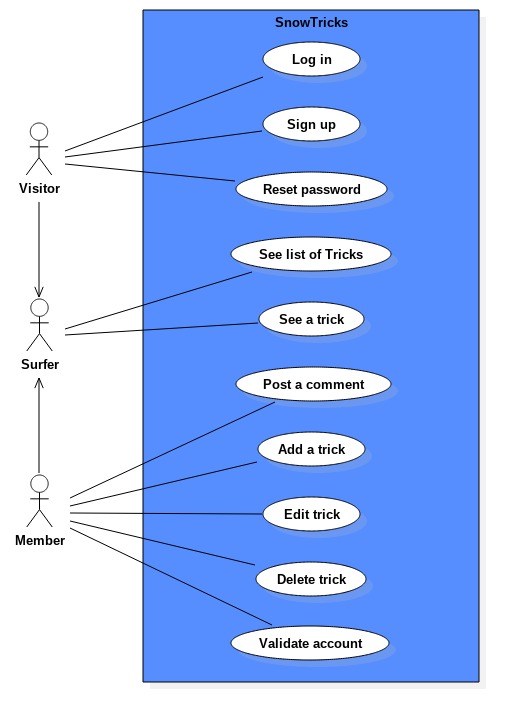 SnowTricks
Log in
Sign up
Reset password
Visitor
See list of Tricks
See a trick
Surfer
Post a comment
Add a trick
Edit trick
Member
Delete trick
Validate account